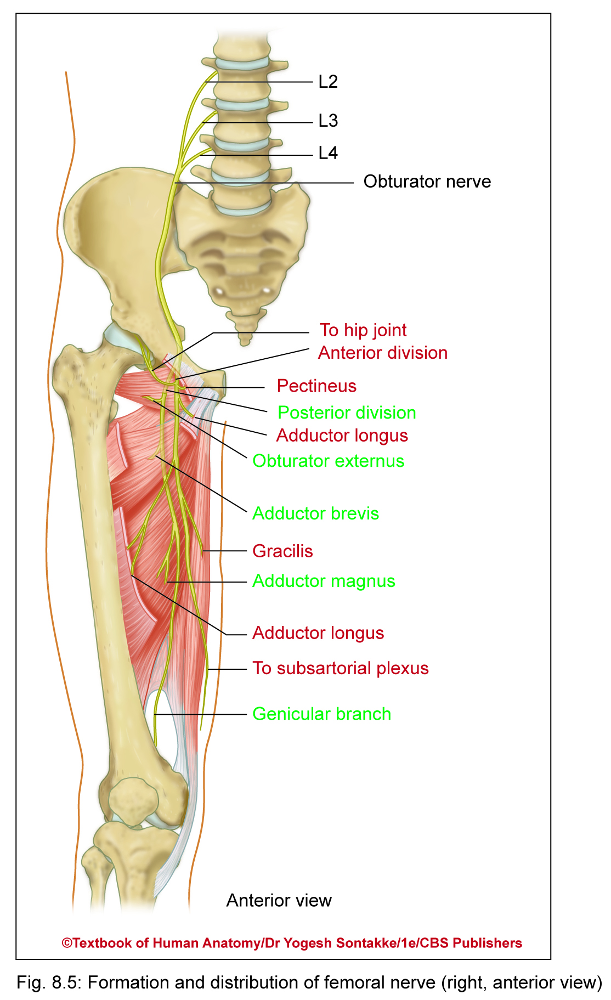 L2
L3
L4
Obturator nerve
To hip joint
Anterior division
Pectineus
Posterior division
Adductor longus
Obturator externus
Adductor brevis
Gracilis
Adductor magnus
Adductor longus
To subsartorial plexus
Genicular branch
Anterior view
©Textbook of Human Anatomy/Dr Yogesh Sontakke/1e/CBS Publishers
Fig. 8.5: Formation and distribution of femoral nerve (right, anterior view)